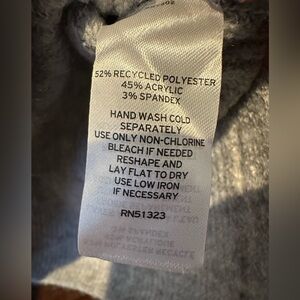 52% RECYCLED POLYESTER
45% ACRYLIC
3% SPANDEX
HAND WASH COLD
SEPARATELY
USE ONLY NON-CHLORINE
BLEACH IF NEEDED
RESHAPE AND
LAY FLAT TO DRY
USE LOW IRON
IF NECESSARY
RN51323